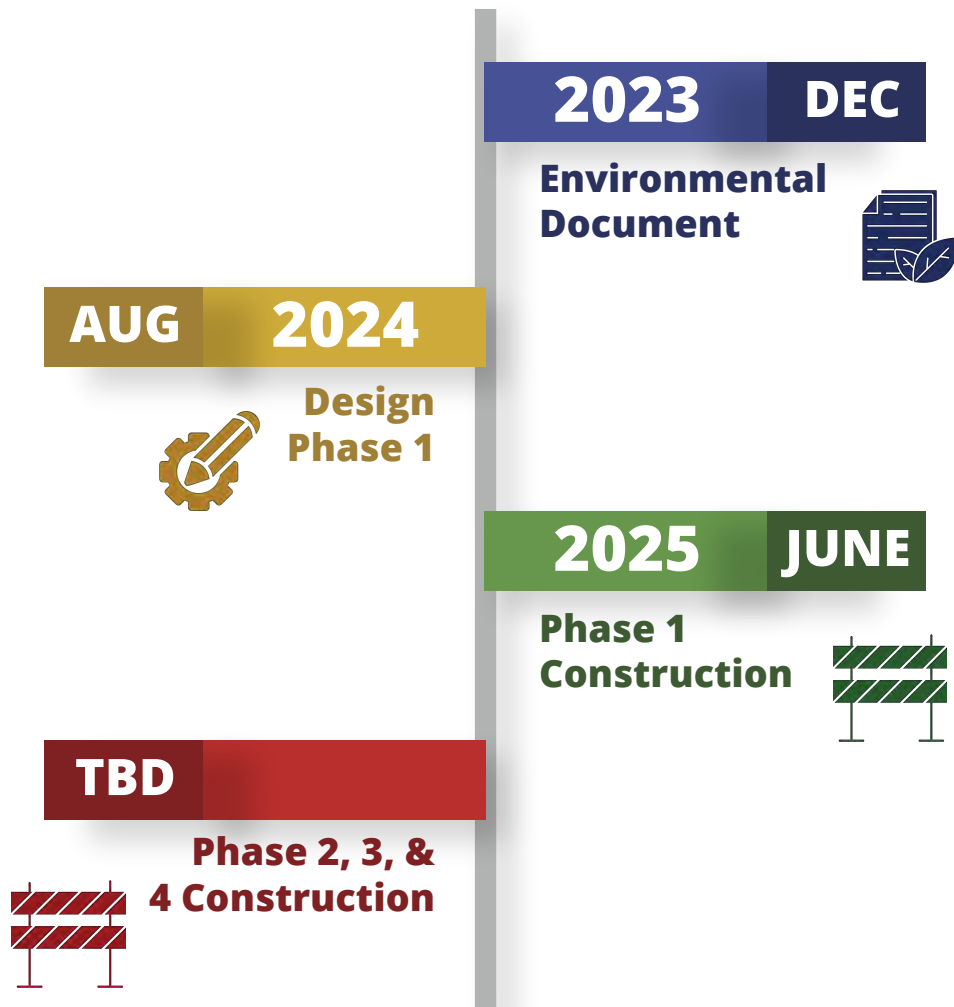 2023 DEC
Environmental
Document
AUG 2024
Design
Phase 1
2025 JUNE
Phase 1
Construction
TBD
Phase 2, 3, &
4 Construction